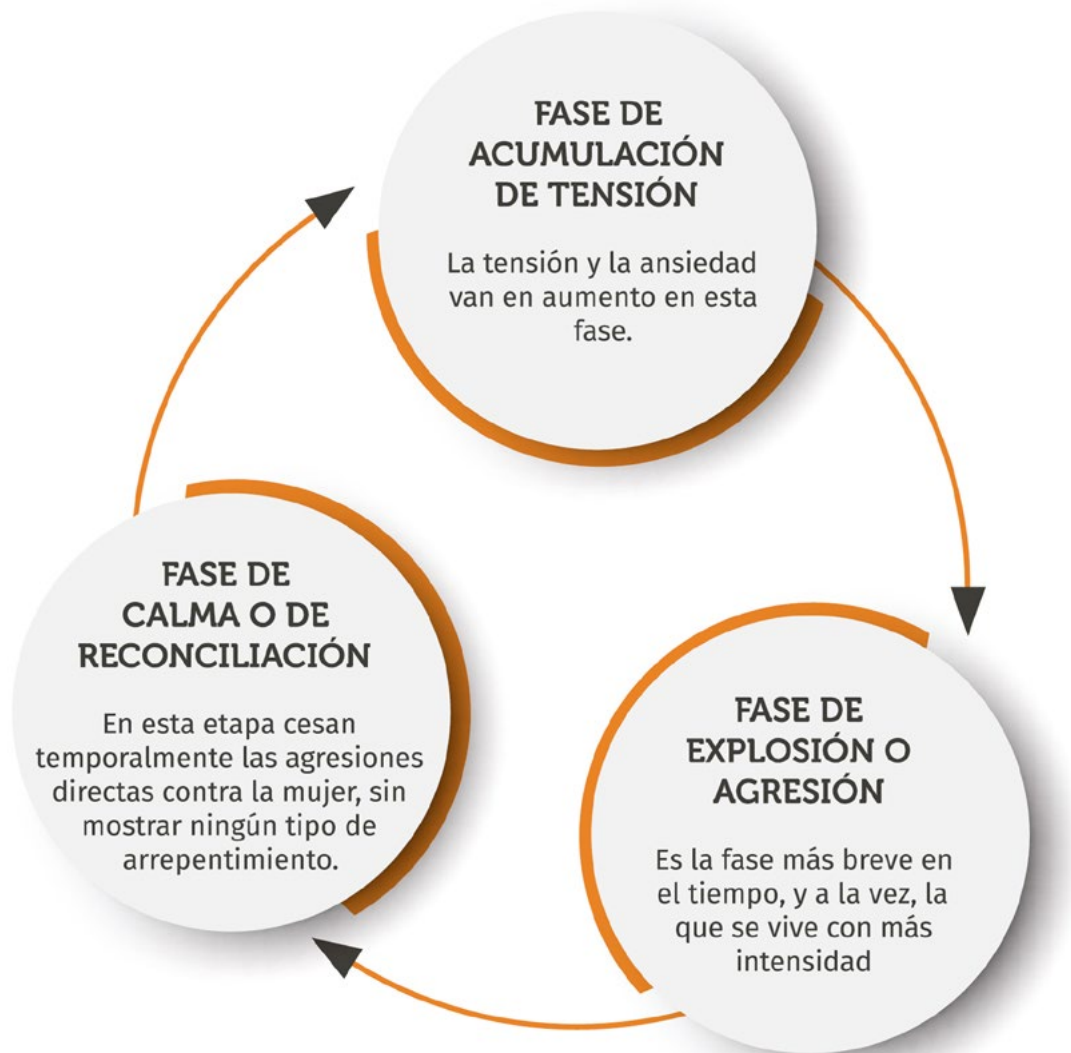 FASE DE
ACUMULACIÓN
DE TENSIÓN
La tensión y la ansiedad
van en aumento en esta
fase.
FASE DE
EXPLOSIÓN O
AGRESIÓN
Es la fase más breve en
el tiempo, y a la vez, la
que se vive con más
intensidad
FASE DE
CALMA O DE
RECONCILIACIÓN
En esta etapa cesan
temporalmente las agresiones
directas contra la mujer, sin
mostrar ningún tipo de
arrepentimiento.